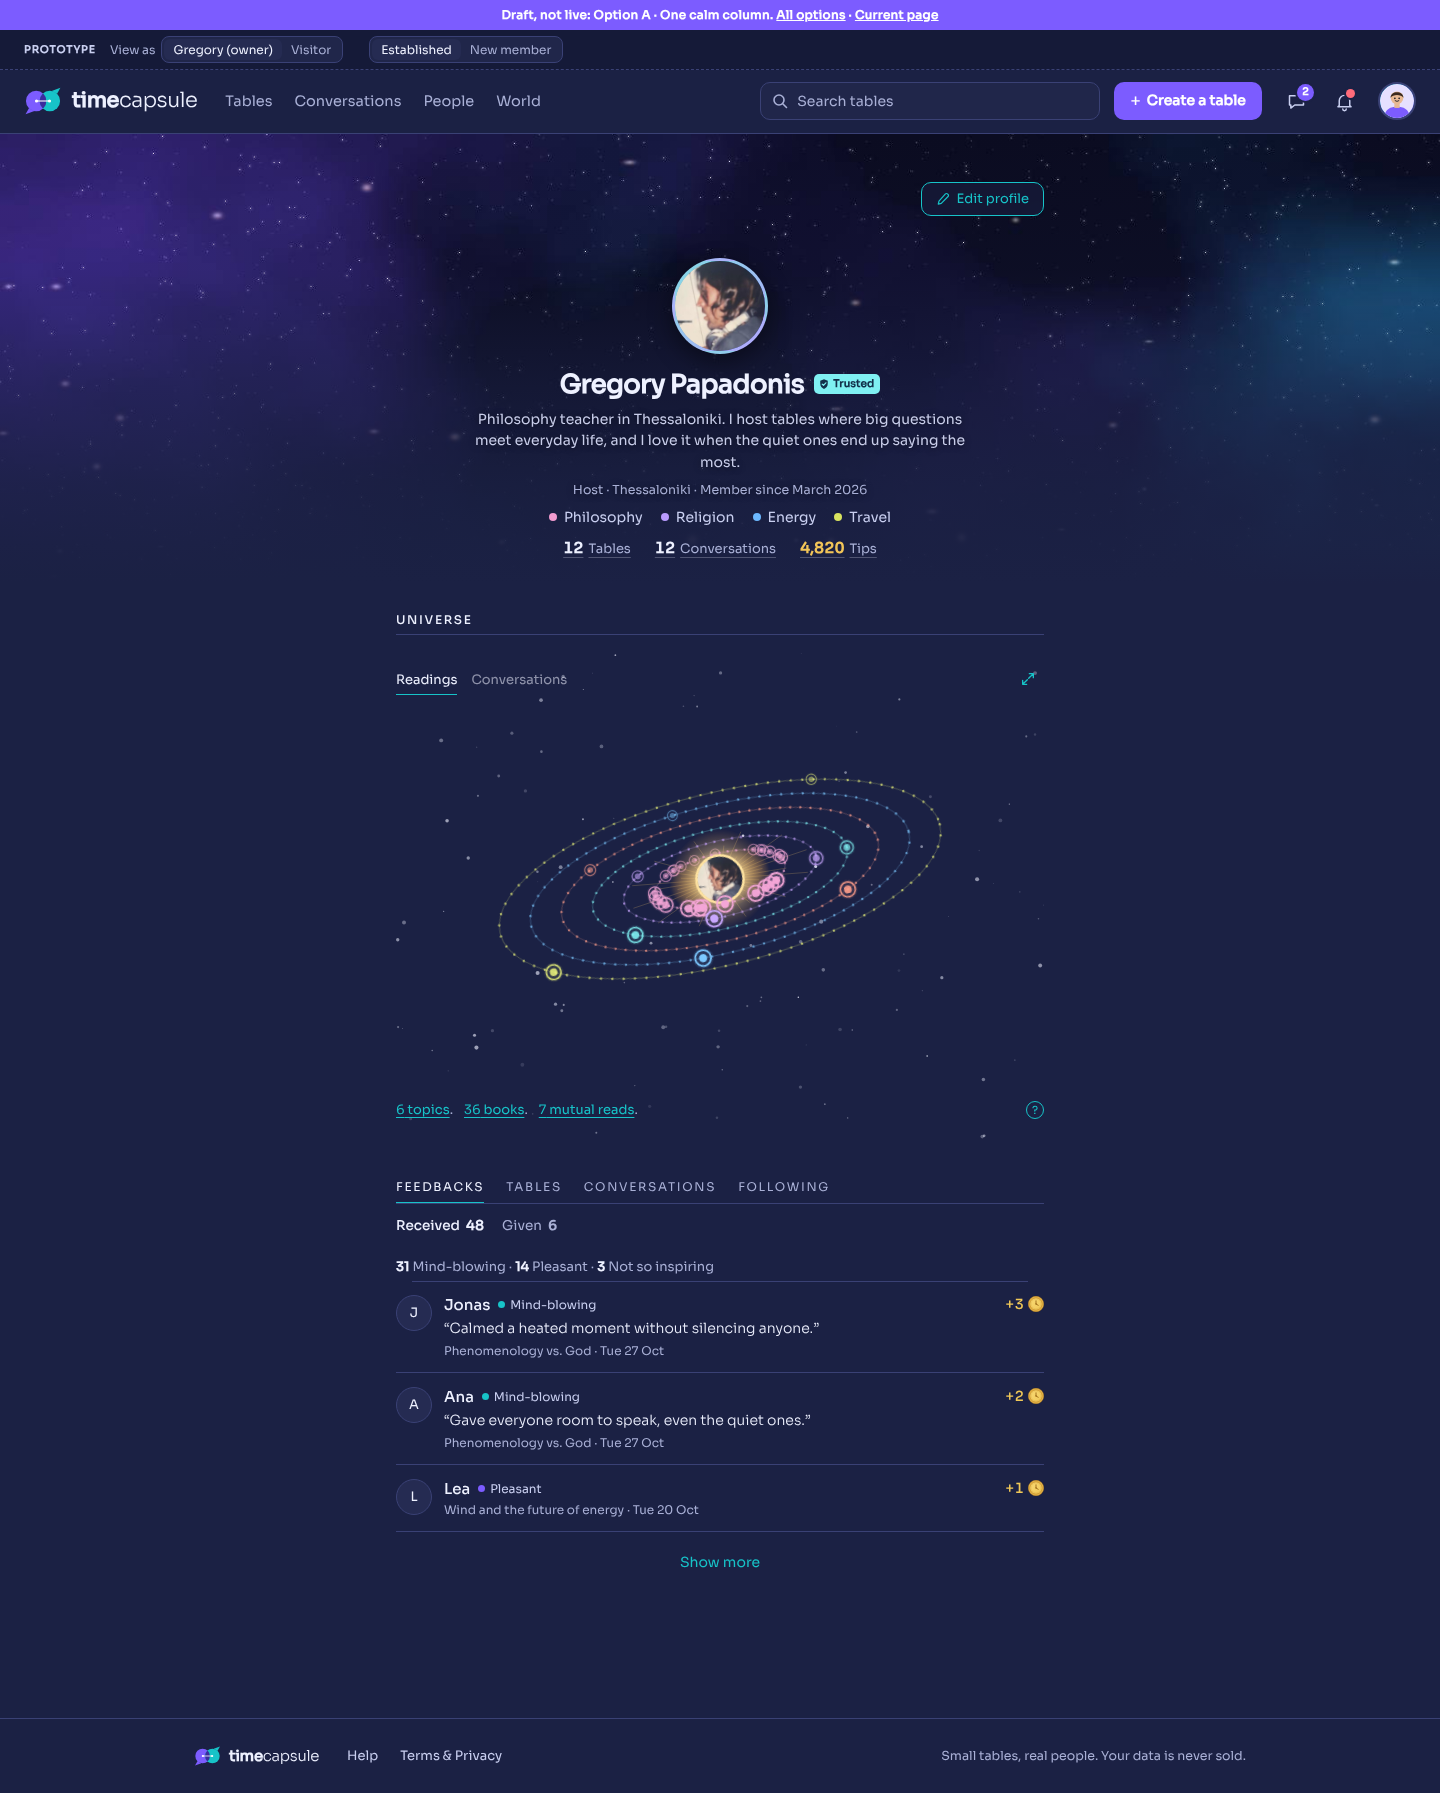 Draft, not live: Option A · One calm column. All options · Current page
PROTOTYPE View as Gregory (owner) Visitor Established New member
timecapsule Tables Conversations People World Search tables + Create a table 2
Edit profile
Gregory Papadonis Trusted
Philosophy teacher in Thessaloniki. I host tables where big questions
meet everyday life, and I love it when the quiet ones end up saying the
most.
Host · Thessaloniki · Member since March 2026
Philosophy Religion Energy Travel
12 Tables 12 Conversations 4,820 Tips
UNIVERSE
Readings Conversations
6 topics. 36 books. 7 mutual reads. ?
FEEDBACKS TABLES CONVERSATIONS FOLLOWING
Received 48 Given 6
31 Mind-blowing · 14 Pleasant · 3 Not so inspiring
J Jonas Mind-blowing +3
“Calmed a heated moment without silencing anyone.”
Phenomenology vs. God · Tue 27 Oct
A Ana Mind-blowing +2
“Gave everyone room to speak, even the quiet ones.”
Phenomenology vs. God · Tue 27 Oct
L Lea Pleasant +1
Wind and the future of energy · Tue 20 Oct
Show more
timecapsule Help Terms & Privacy Small tables, real people. Your data is never sold.